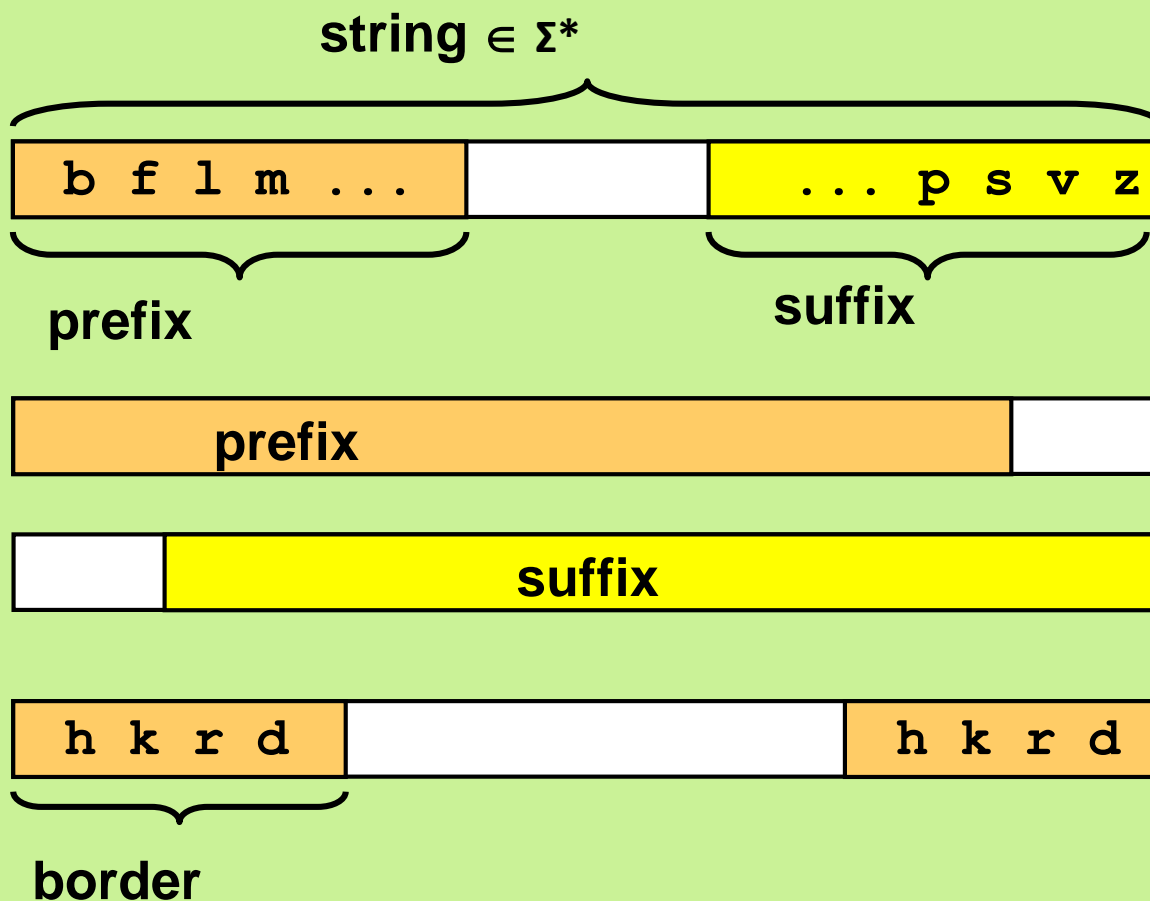 string ∈ Σ*
b f l m ... ... p s v z
prefix suffix
prefix
suffix
h k r d h k r d
border